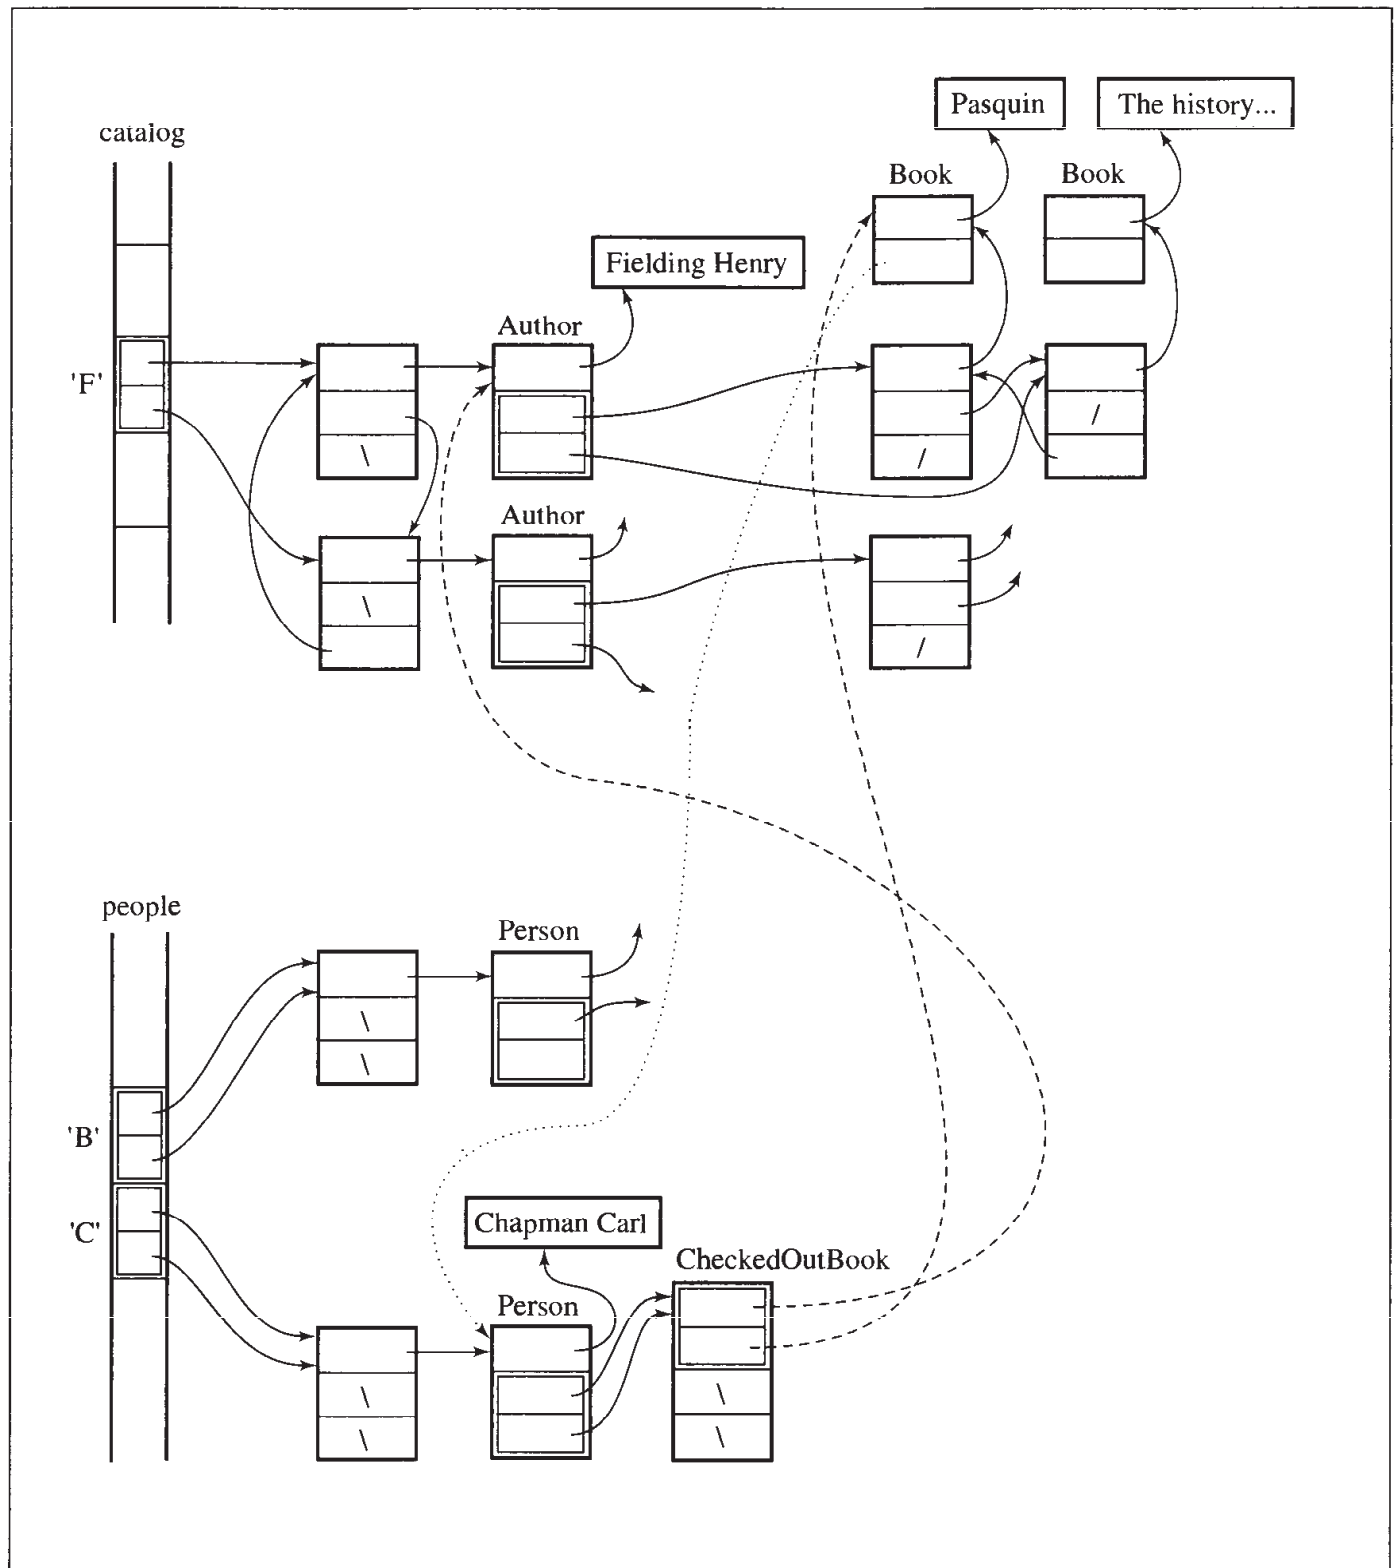 Pasquin
The history...
catalog
Book
Book
Fielding Henry
Author
'F'
\
/
/
Author
\
/
people
Person
\
\
'B'
'C'
Chapman Carl
CheckedOutBook
Person
\
\
\
\